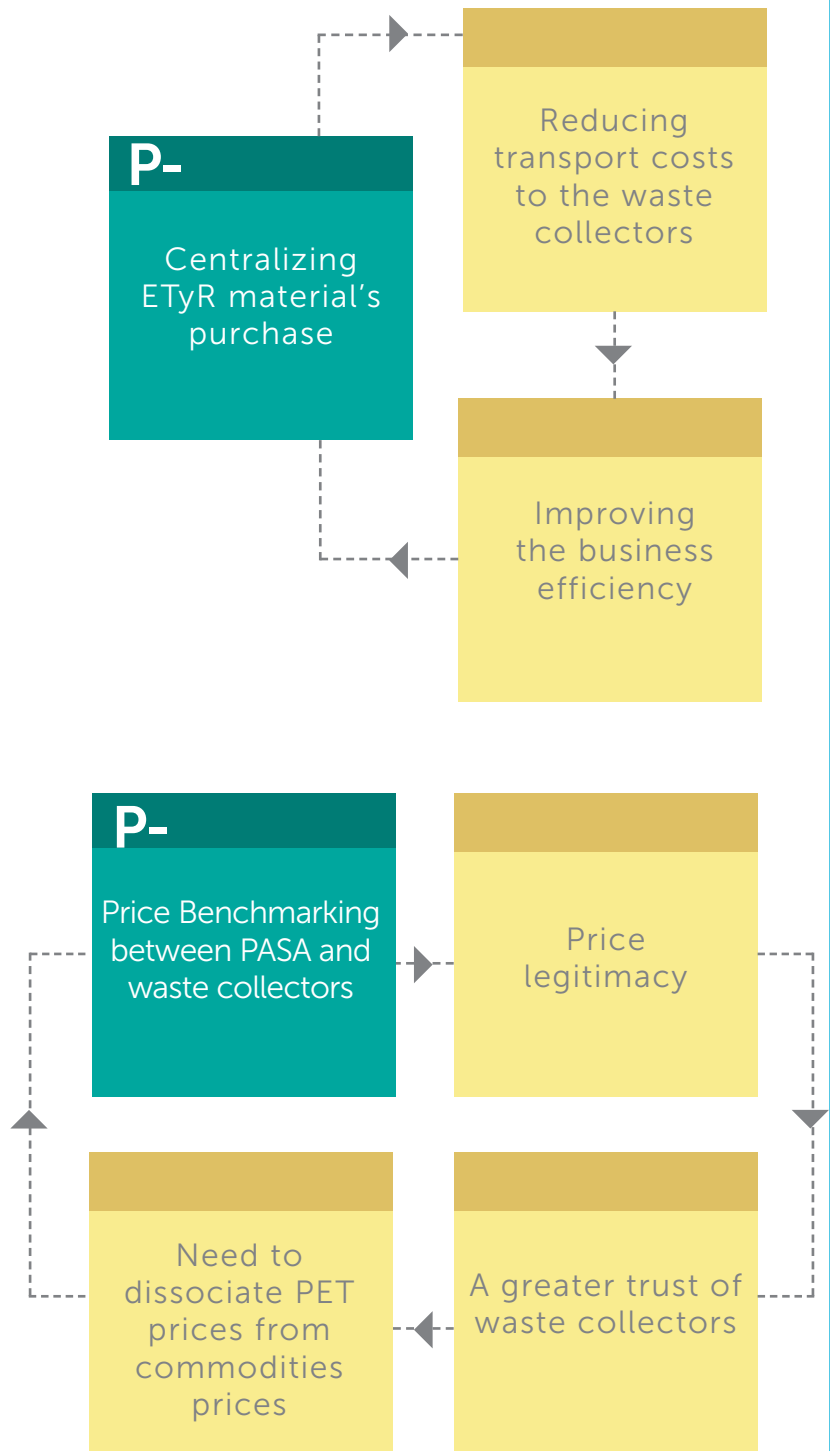 P-
Centralizing
ETyR material's
purchase
Reducing
transport costs
to the waste
collectors
Improving
the business
efficiency
P-
Price Benchmarking
between PASA and
waste collectors
Price
legitimacy
A greater trust of
waste collectors
Need to
dissociate PET
prices from
commodities
prices